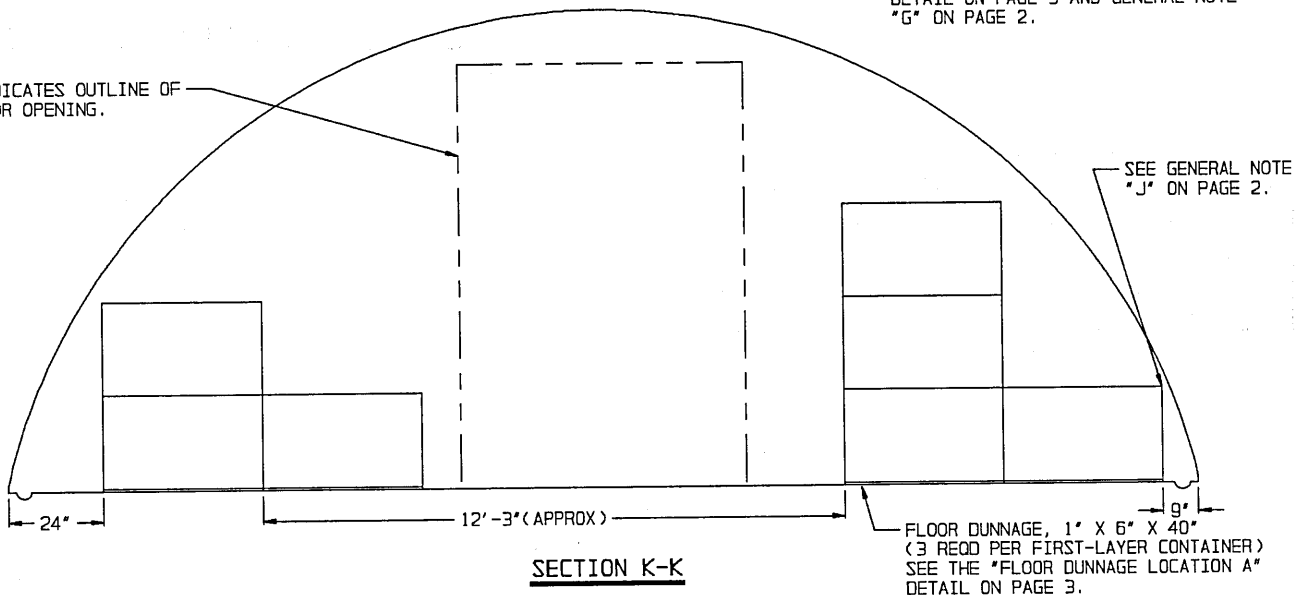 DETAIL ON PAGE 3 AND GENERAL NOTE
"G" ON PAGE 2.
DICATES OUTLINE OF
OR OPENING.
SEE GENERAL NOTE
"J" ON PAGE 2.
24"
12'-3"(APPROX)
9"
FLOOR DUNNAGE, 1" X 6" X 40"
(3 REQD PER FIRST-LAYER CONTAINER)
SEE THE "FLOOR DUNNAGE LOCATION A"
DETAIL ON PAGE 3.
SECTION K-K